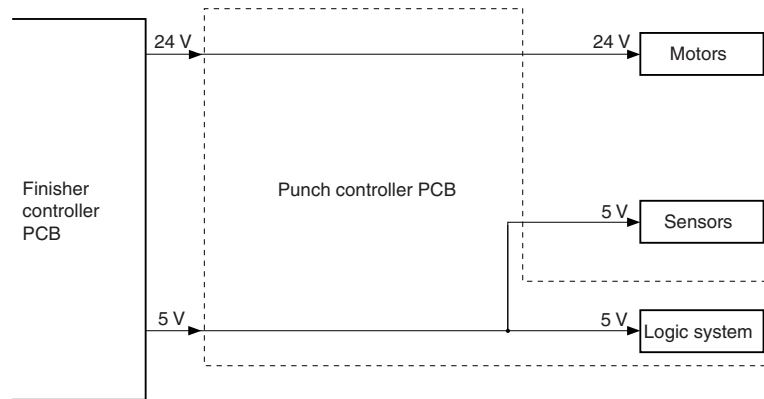 24 V
24 V
Motors
Finisher
controller
PCB
Punch controller PCB
5 V
Sensors
5 V
5 V
Logic system